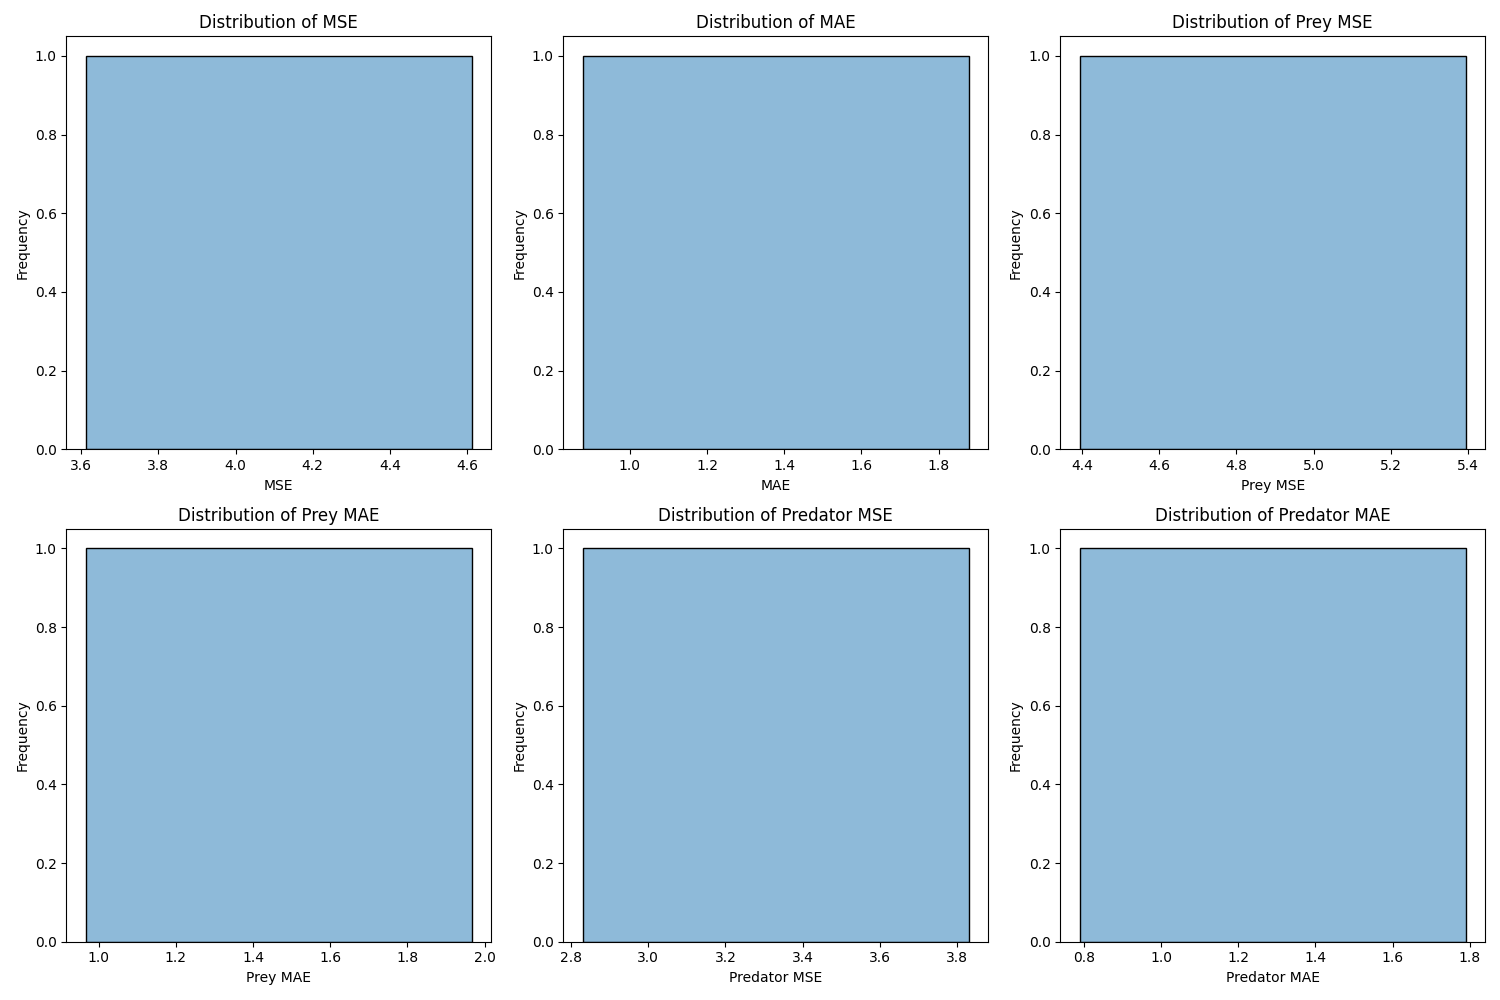 Distribution of MSE
1.0
0.8
0.6
0.4
0.2
0.0
Frequency
3.6 3.8 4.0 4.2 4.4 4.6
MSE
Distribution of MAE
1.0
0.8
0.6
0.4
0.2
0.0
Frequency
1.0 1.2 1.4 1.6 1.8
MAE
Distribution of Prey MSE
1.0
0.8
0.6
0.4
0.2
0.0
Frequency
4.4 4.6 4.8 5.0 5.2 5.4
Prey MSE
Distribution of Prey MAE
1.0
0.8
0.6
0.4
0.2
0.0
Frequency
1.0 1.2 1.4 1.6 1.8 2.0
Prey MAE
Distribution of Predator MSE
1.0
0.8
0.6
0.4
0.2
0.0
Frequency
2.8 3.0 3.2 3.4 3.6 3.8
Predator MSE
Distribution of Predator MAE
1.0
0.8
0.6
0.4
0.2
0.0
Frequency
0.8 1.0 1.2 1.4 1.6 1.8
Predator MAE